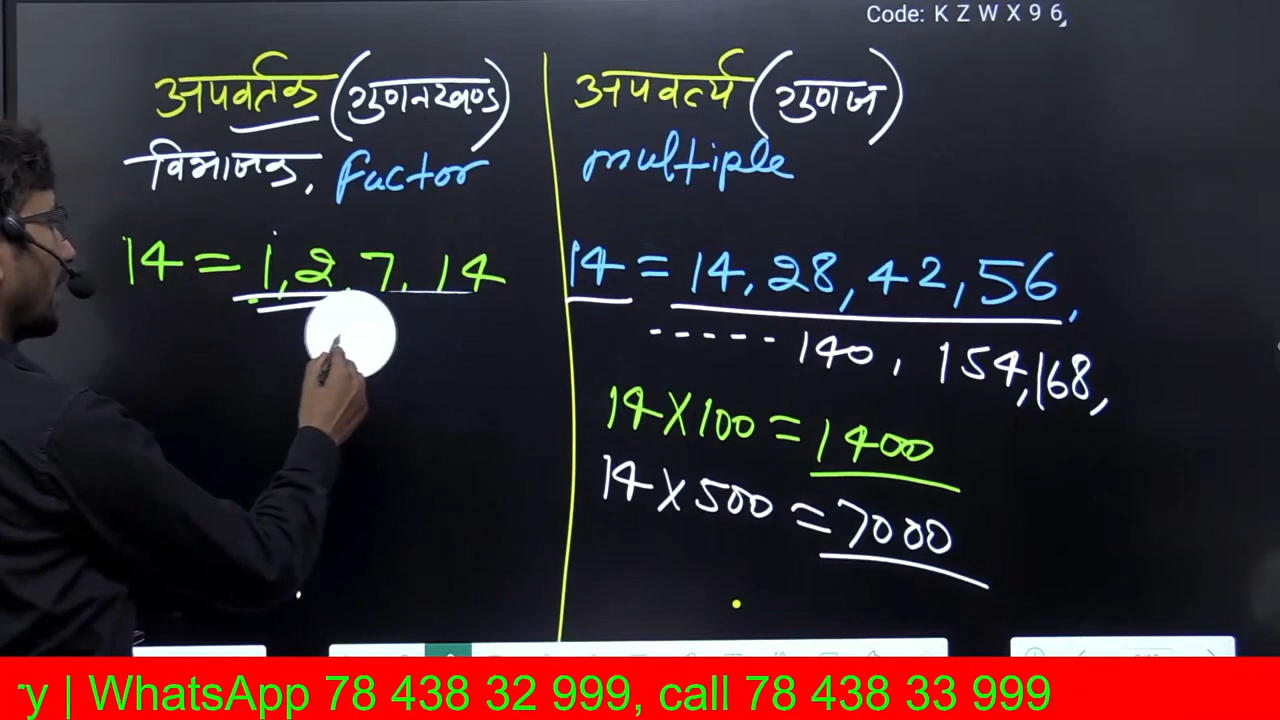 Code: K Z W X 9 6
अपवर्तक (गुणनखण्ड)
विभाजक, factor
14 = 1, 2, 7, 14
अपवर्त्य (गुणज)
multiple
14 = 14, 28, 42, 56,
----- 140, 154, 168,
14 X 100 = 1400
14 X 500 = 7000
| WhatsApp 78 438 32 999, call 78 438 33 999